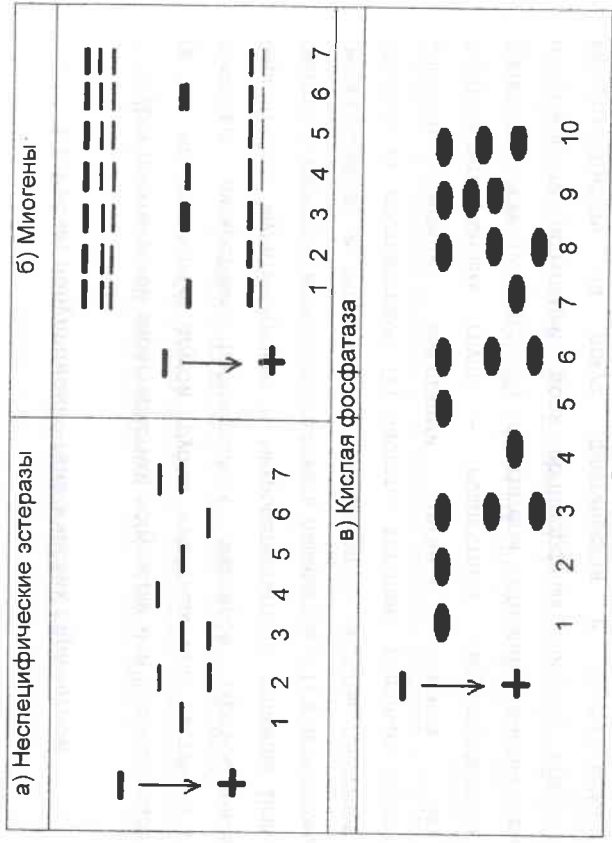 а) Неспецифические эстеразы
1 2 3 4 5 6 7
б) Миогены
1 2 3 4 5 6 7
в) Кислая фосфатаза
1 2 3 4 5 6 7 8 9 10